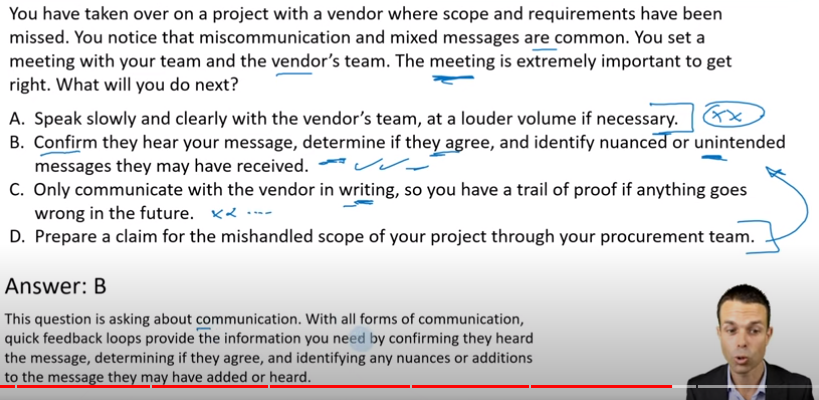 You have taken over on a project with a vendor where scope and requirements have been
missed. You notice that miscommunication and mixed messages are common. You set a
meeting with your team and the vendor's team. The meeting is extremely important to get
right. What will you do next?
A. Speak slowly and clearly with the vendor's team, at a louder volume if necessary. xx
B. Confirm they hear your message, determine if they agree, and identify nuanced or unintended
messages they may have received.
C. Only communicate with the vendor in writing, so you have a trail of proof if anything goes
wrong in the future. xx
D. Prepare a claim for the mishandled scope of your project through your procurement team.
Answer: B
This question is asking about communication. With all forms of communication,
quick feedback loops provide the information you need by confirming they heard
the message, determining if they agree, and identifying any nuances or additions
to the message they may have added or heard.